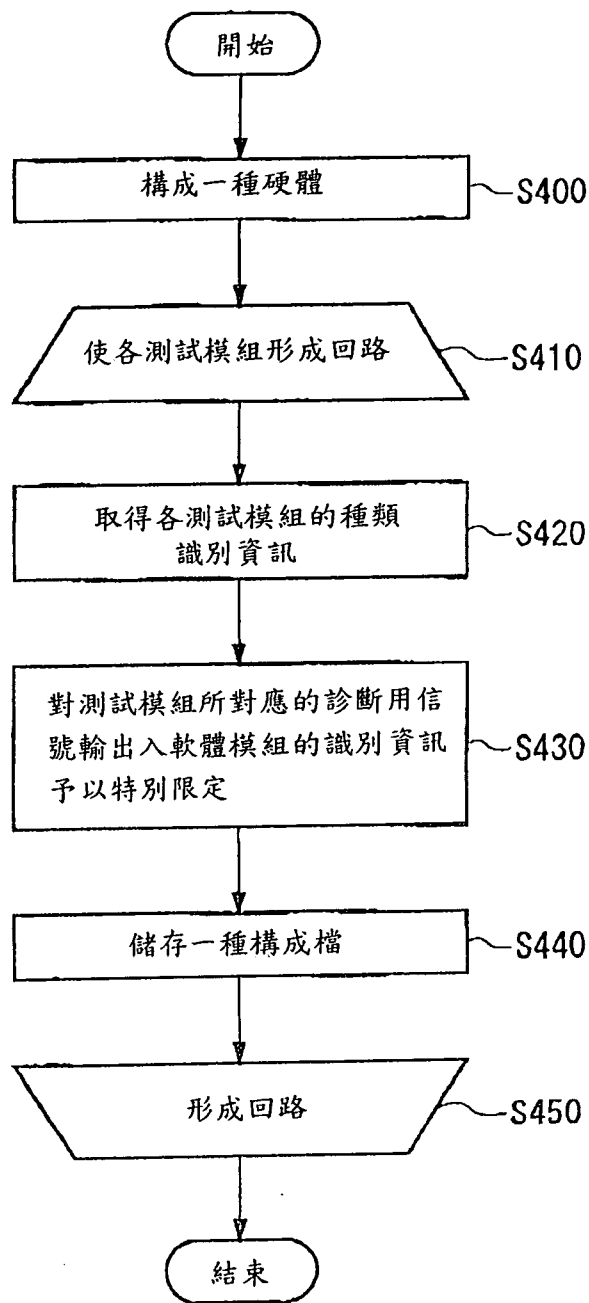 開始
構成一種硬體
S400
使各測試模組形成回路
S410
取得各測試模組的種類
識別資訊
S420
對測試模組所對應的診斷用信
號輸出入軟體模組的識別資訊
予以特別限定
S430
儲存一種構成檔
S440
形成回路
S450
結束